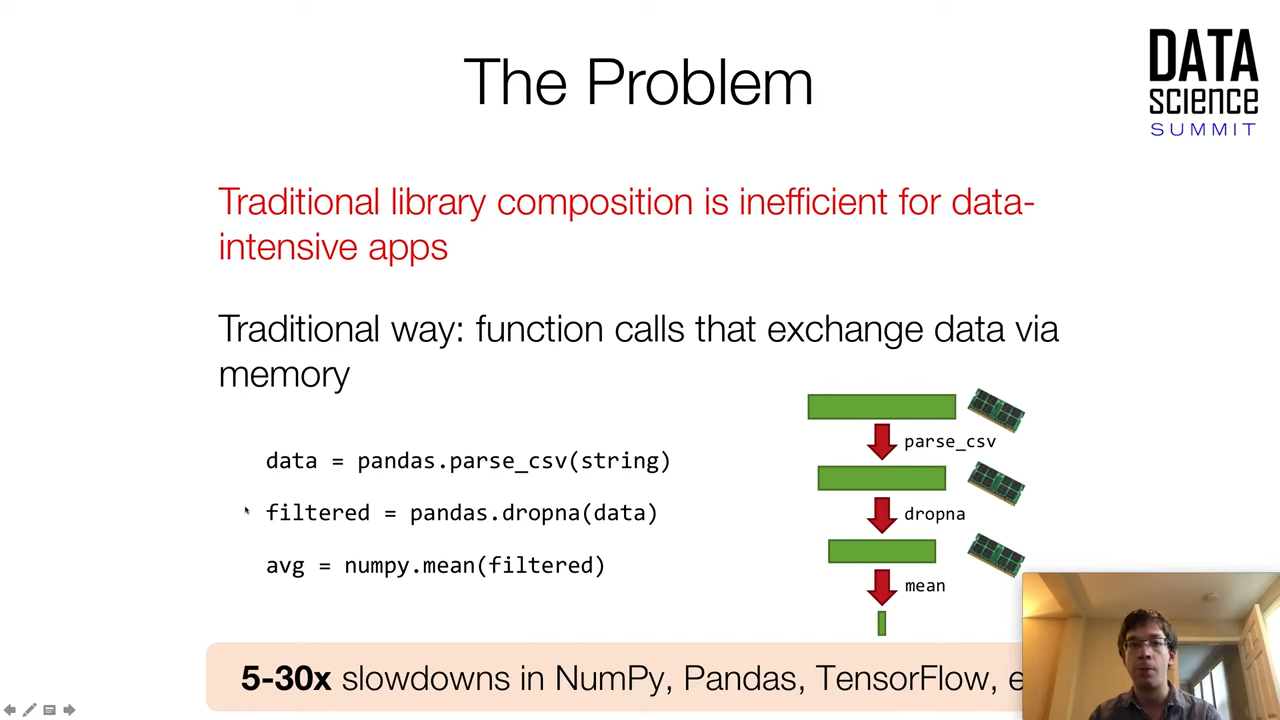 The Problem
DATA
science
SUMMIT
Traditional library composition is inefficient for data-
intensive apps
Traditional way: function calls that exchange data via
memory
data = pandas.parse_csv(string)
filtered = pandas.dropna(data)
avg = numpy.mean(filtered)
parse_csv
dropna
mean
5-30x slowdowns in NumPy, Pandas, TensorFlow,